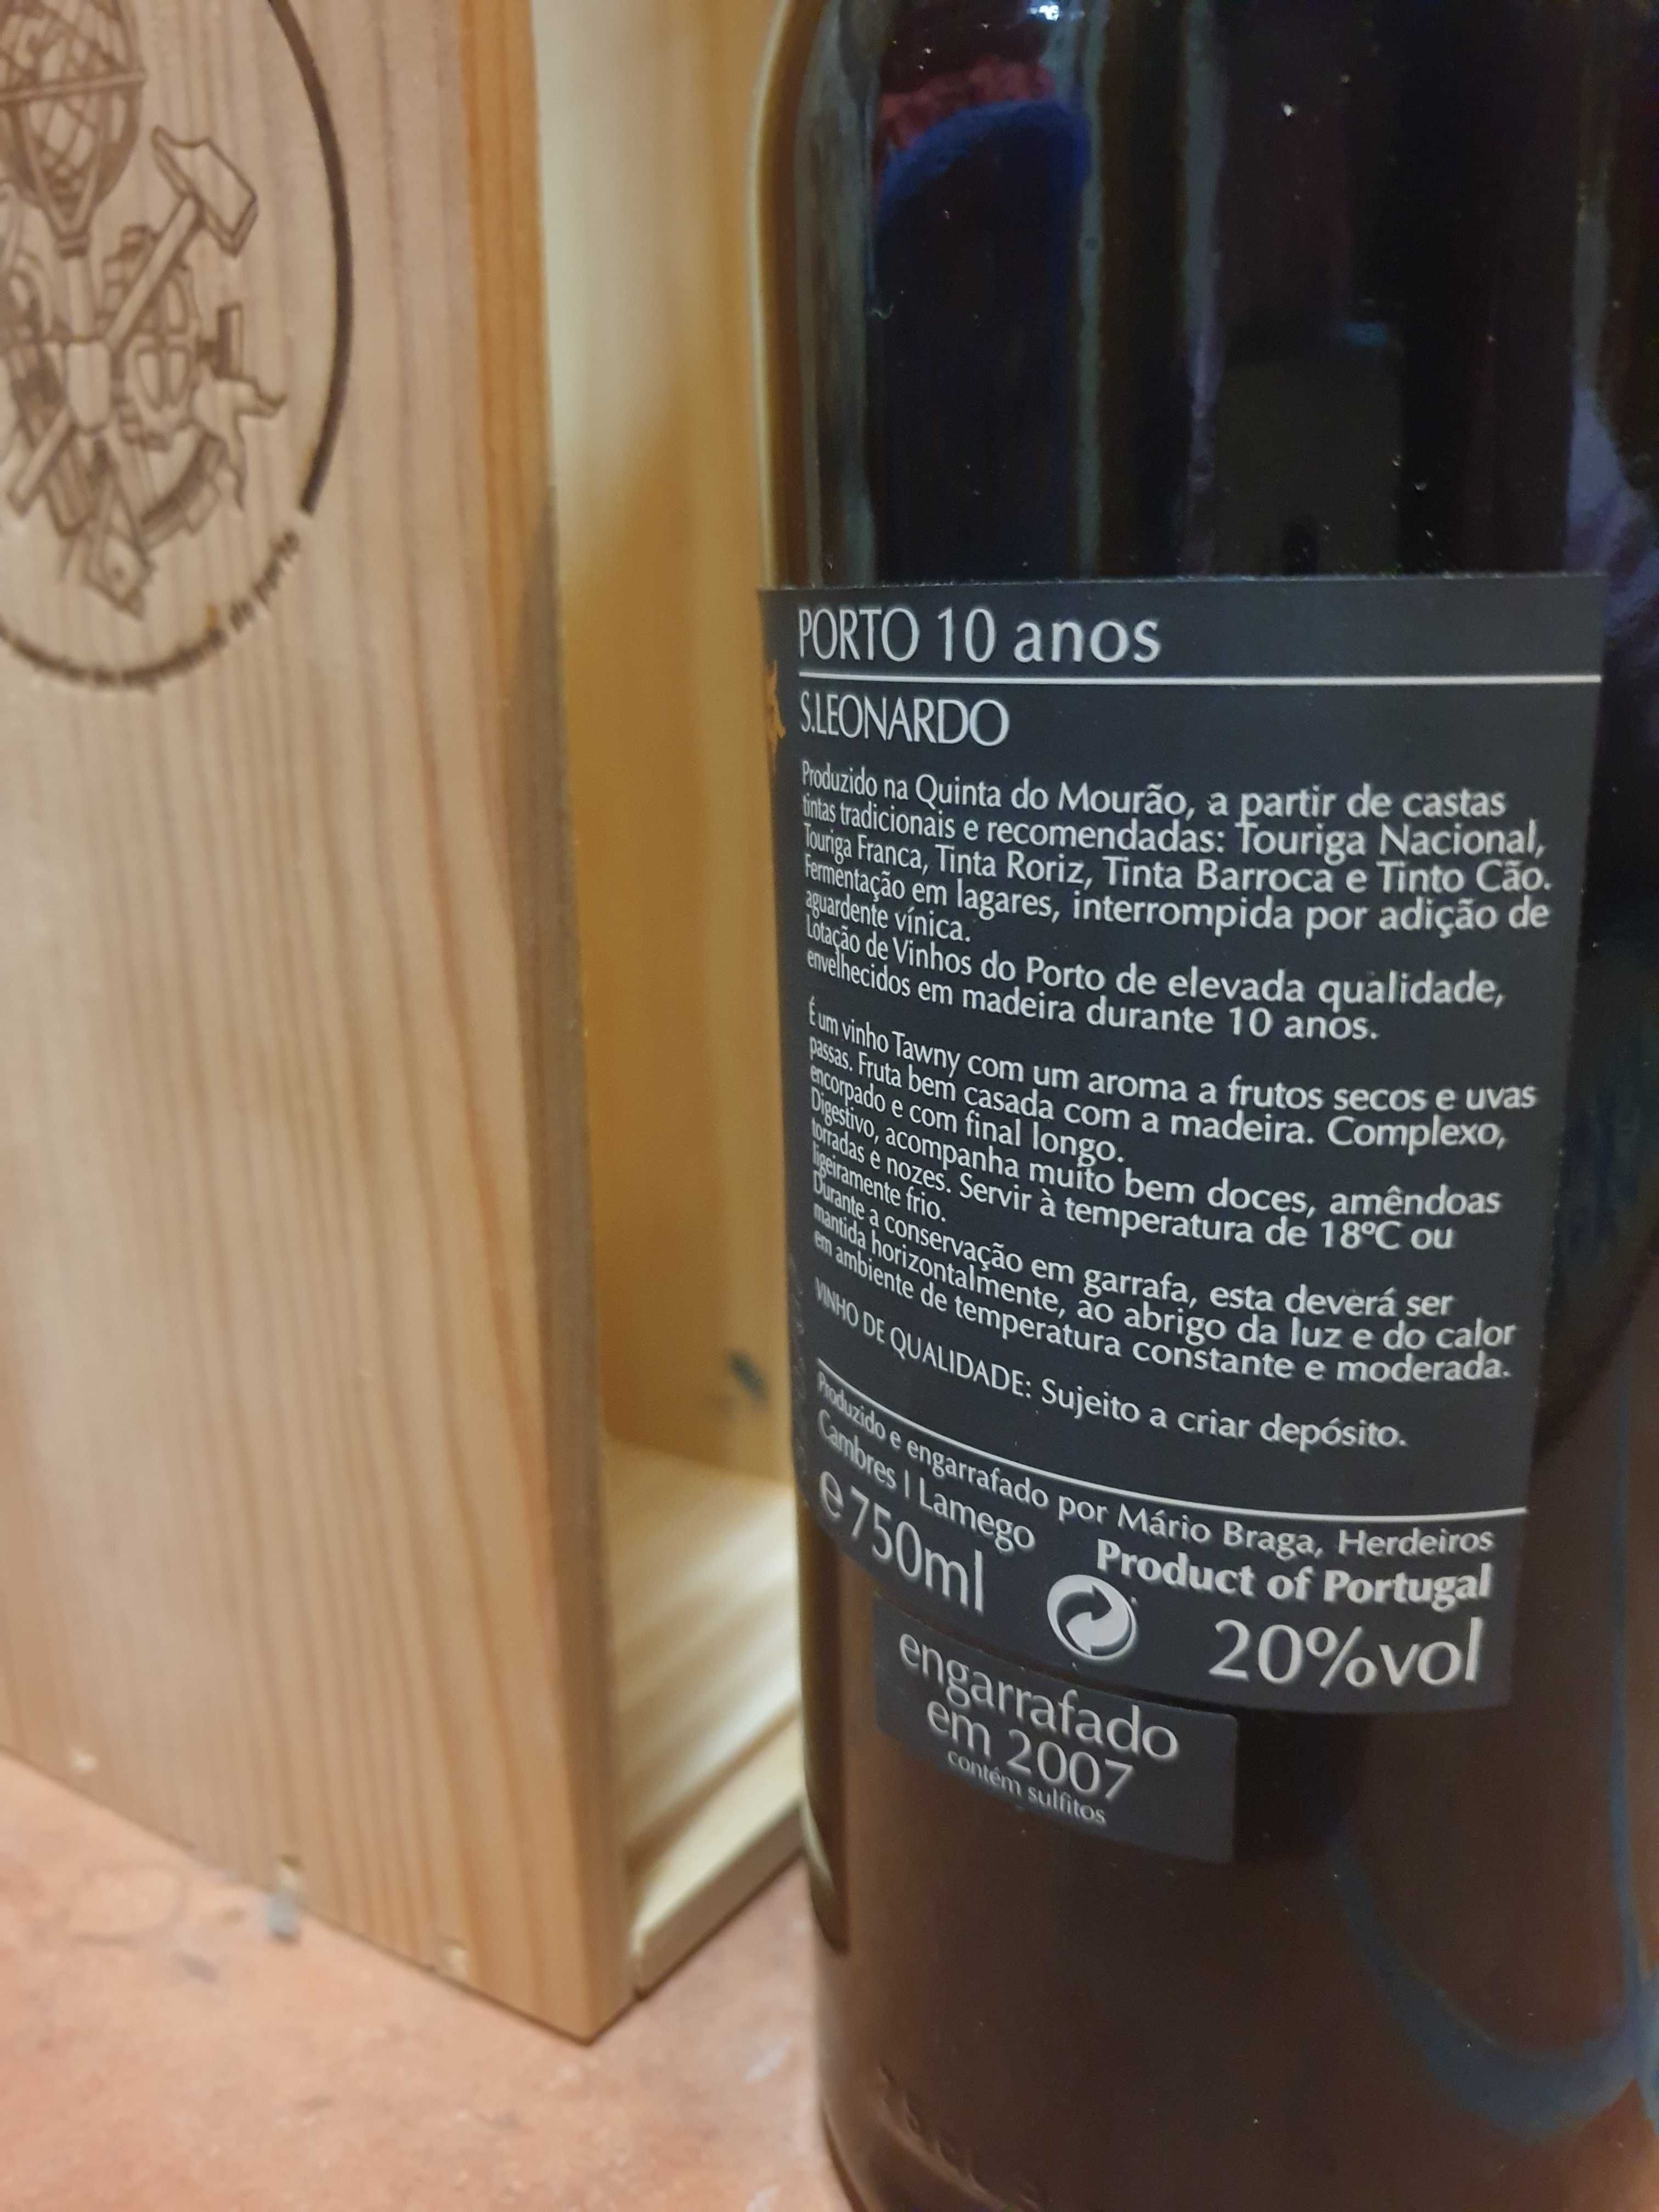 do porto
PORTO 10 anos
S.LEONARDO
Produzido na Quinta do Mourão, a partir de castas
tintas tradicionais e recomendadas: Touriga Nacional,
Touriga Franca, Tinta Roriz, Tinta Barroca e Tinto Cão.
Fermentação em lagares, interrompida por adição de
aguardente vínica.
Lotação de Vinhos do Porto de elevada qualidade,
envelhecidos em madeira durante 10 anos.
É um vinho Tawny com um aroma a frutos secos e uvas
passas. Fruta bem casada com a madeira. Complexo,
encorpado e com final longo.
Digestivo, acompanha muito bem doces, amêndoas
torradas e nozes. Servir à temperatura de 18ºC ou
ligeiramente frio.
Durante a conservação em garrafa, esta deverá ser
mantida horizontalmente, ao abrigo da luz e do calor
em ambiente de temperatura constante e moderada.
VINHO DE QUALIDADE: Sujeito a criar depósito.
Produzido e engarrafado por Mário Braga, Herdeiros
Cambres | Lamego Product of Portugal
e 750ml 20%vol
engarrafado
em 2007
contém sulfitos